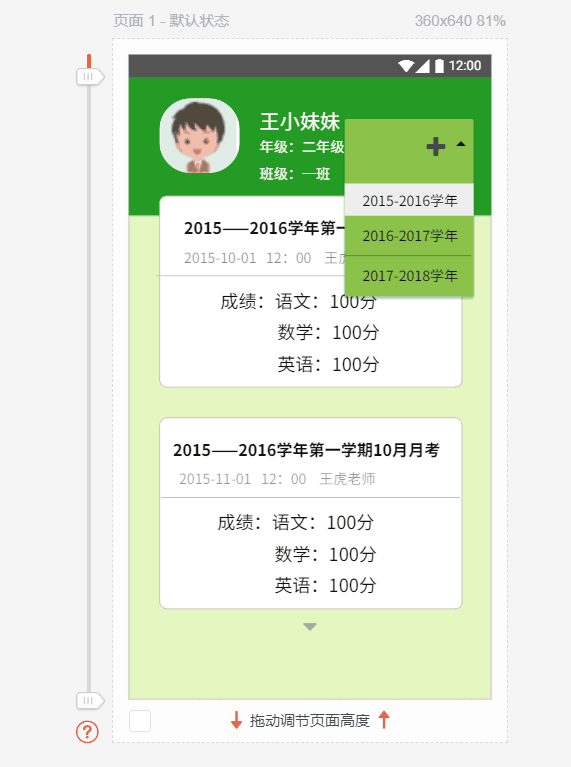 页面 1 - 默认状态
360x640 81%
12:00
王小妹妹
年级：二年级
班级：一班
2015-2016学年
2016-2017学年
2017-2018学年
2015——2016学年第一
2015-10-01 12：00 王虎
成绩：语文：100分
数学：100分
英语：100分
2015——2016学年第一学期10月月考
2015-11-01 12：00 王虎老师
成绩：语文：100分
数学：100分
英语：100分
拖动调节页面高度
?